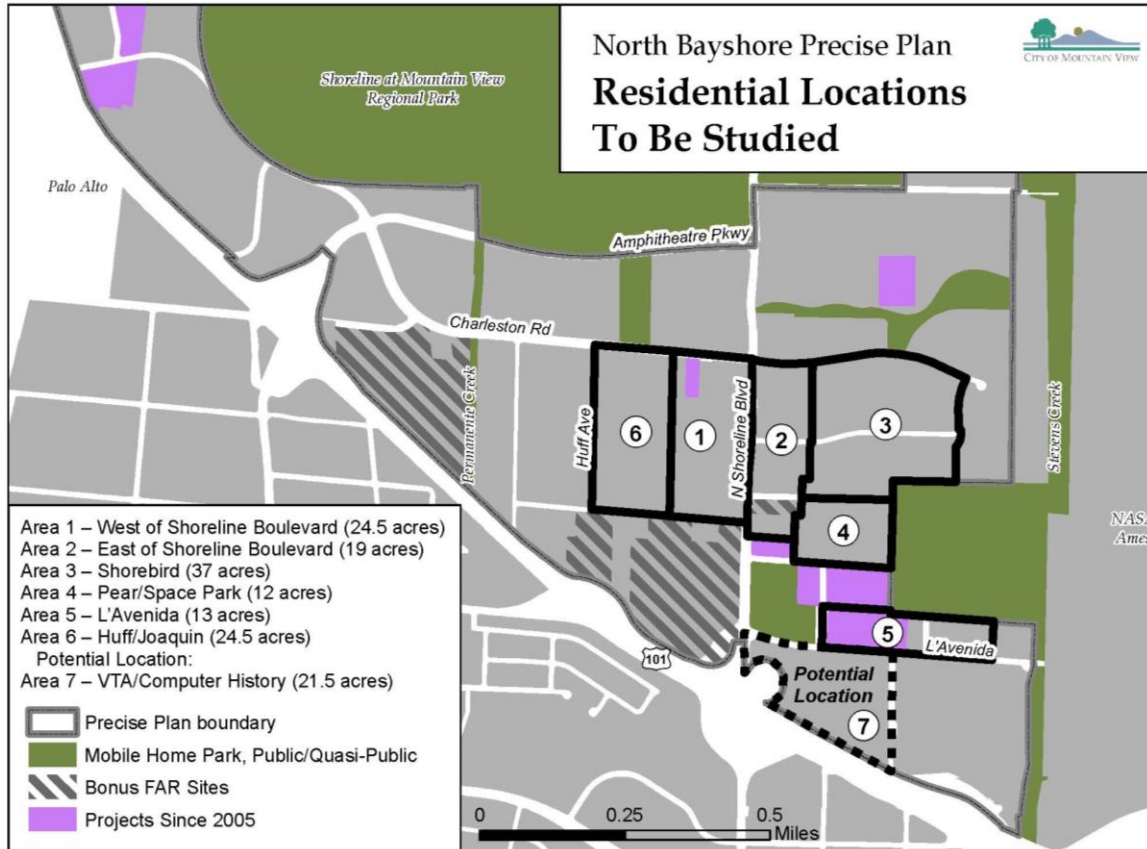 North Bayshore Precise Plan
Residential Locations
To Be Studied
CITY OF MOUNTAIN VIEW
Shoreline at Mountain View
Regional Park
Palo Alto
Amphitheatre Pkwy
Charleston Rd
Permanente Creek
Huff Ave
N Shoreline Blvd
Stevens Creek
6
1
2
3
4
5
L'Avenida
NASA
Ames
101
Potential
Location
7
Area 1 – West of Shoreline Boulevard (24.5 acres)
Area 2 – East of Shoreline Boulevard (19 acres)
Area 3 – Shorebird (37 acres)
Area 4 – Pear/Space Park (12 acres)
Area 5 – L'Avenida (13 acres)
Area 6 – Huff/Joaquin (24.5 acres)
Potential Location:
Area 7 – VTA/Computer History (21.5 acres)
Precise Plan boundary
Mobile Home Park, Public/Quasi-Public
Bonus FAR Sites
Projects Since 2005
0 0.25 0.5
Miles